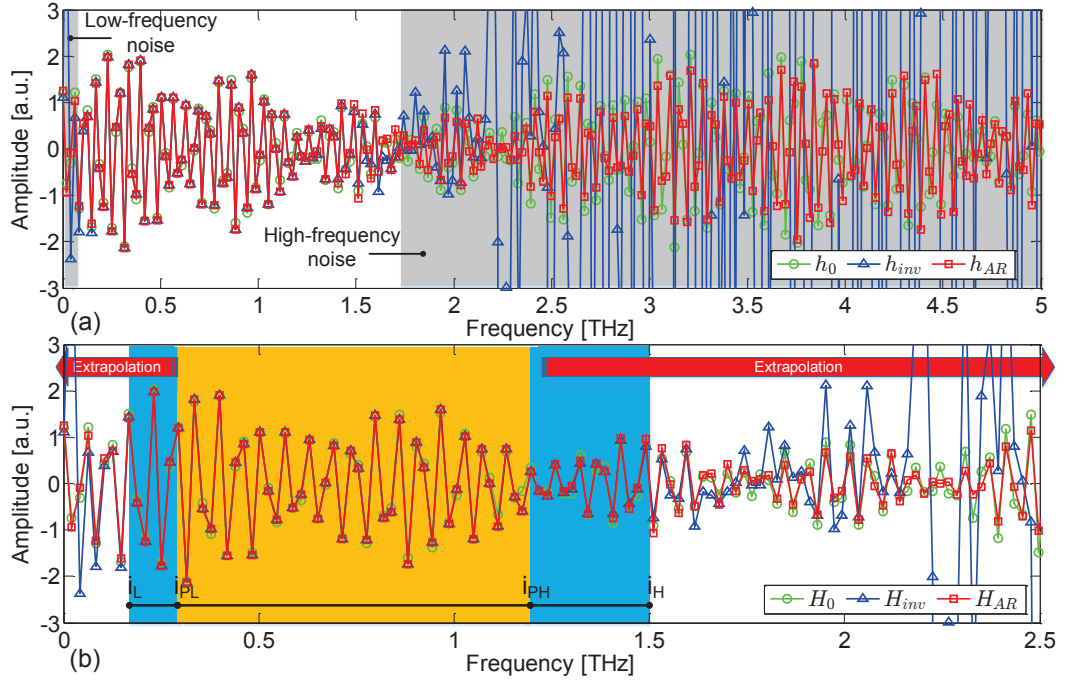 3
2
1
0
-1
-2
-3
Amplitude [a.u.]
Low-frequency
noise
High-frequency
noise
h0 hinv hAR
0 0.5 1 1.5 2 2.5 3 3.5 4 4.5 5
(a)
Frequency [THz]
3
2
1
0
-1
-2
-3
Amplitude [a.u.]
Extrapolation Extrapolation
iL iPL iPH iH
H0 Hinv HAR
0 0.5 1 1.5 2 2.5
(b)
Frequency [THz]